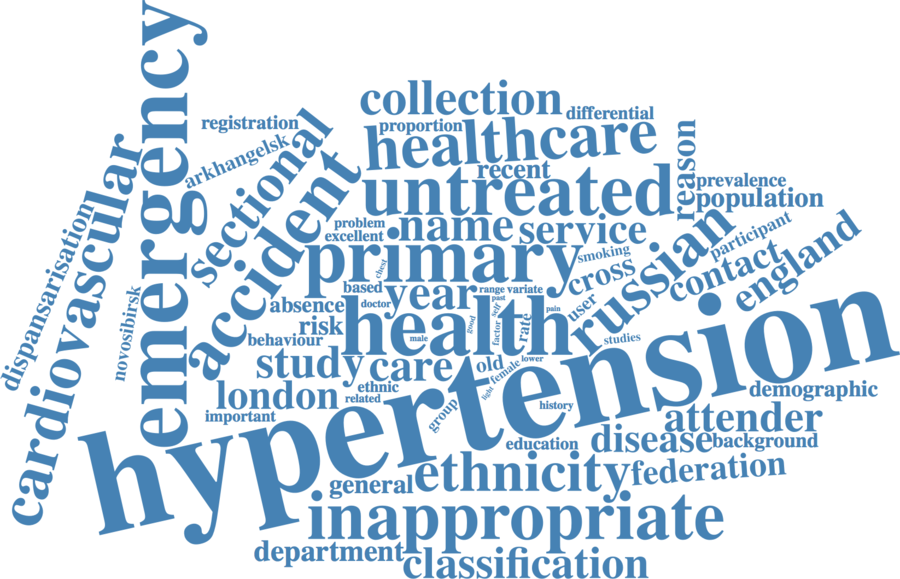 emergency
collection
differential
registration
proportion
healthcare
arkhangelsk
sectional
recent
reason
untreated
prevalence
population
cardiovascular
accident
dispansarisation
problem
name
service
excellent
participant
primary
smoking
cross
russian
contact
england
chest
novosibirsk
based
year
range
variate
doctor
past
self
user
absence
risk
health
good
factor
rate
pain
behaviour
male
studies
study
care
old
female
lower
light
hypertension
london
ethnic
related
group
history
demographic
important
attender
education
disease
background
general
ethnicity
federation
inappropriate
department
classification